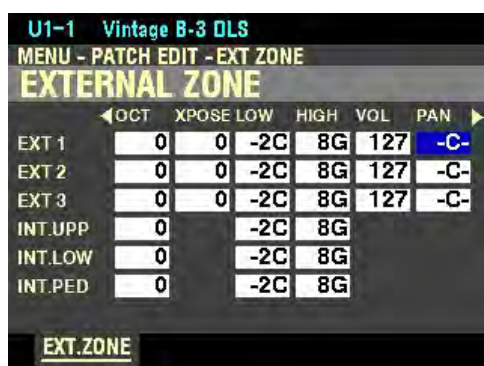 U1-1 Vintage B-3 DLS
MENU - PATCH EDIT - EXT ZONE
EXTERNAL ZONE
OCT XPOSE LOW HIGH VOL PAN
EXT 1 0 0 -2C 8G 127 -C-
EXT 2 0 0 -2C 8G 127 -C-
EXT 3 0 0 -2C 8G 127 -C-
INT.UPP 0 -2C 8G
INT.LOW 0 -2C 8G
INT.PED 0 -2C 8G
EXT.ZONE